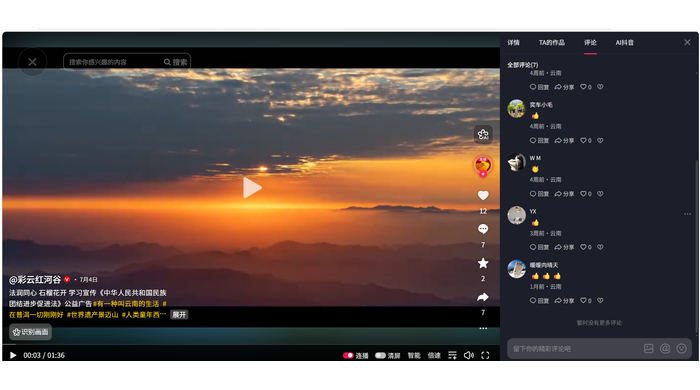 搜索你感兴趣的内容
搜索
12
7
2
7
@彩云红河谷 · 7月4日
法润同心 石榴花开 学习宣传《中华人民共和国民族
团结进步促进法》公益广告#有一种叫云南的生活 #
在普洱一切刚刚好 #世界遗产景迈山 #人类童年西… 展开
识别画面
00:03 / 01:36
连播
清屏
智能
倍速
详情
TA的作品
评论
AI抖音
全部评论(7)
4周前·云南
回复
分享
0
奕车小毛
👍
4周前·云南
回复
分享
0
W M
4周前·云南
回复
分享
0
YX
👍
3周前·云南
回复
分享
0
暖暖向晴天
👍👍👍
1月前·云南
回复
分享
0
暂时没有更多评论
留下你的精彩评论吧